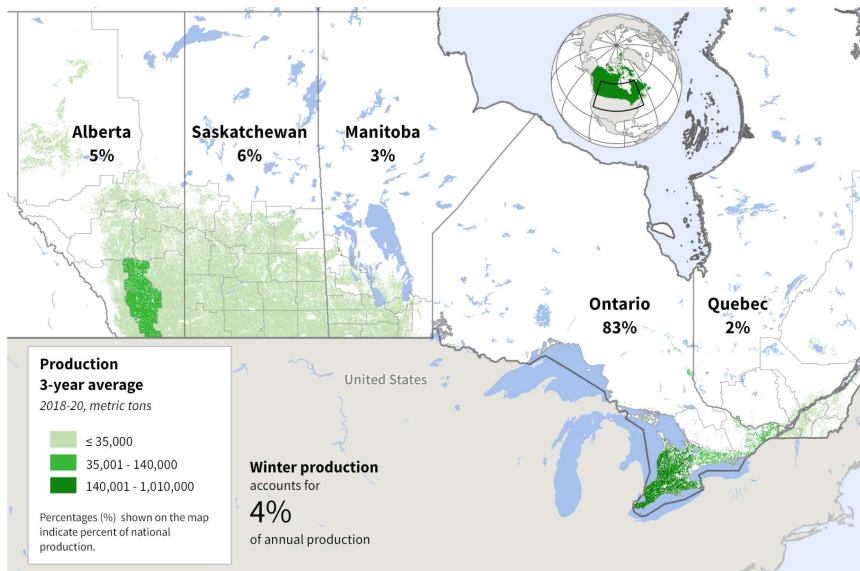 Alberta
5%
Saskatchewan
6%
Manitoba
3%
Ontario
83%
Quebec
2%
United States
Production
3-year average
2018-20, metric tons
≤ 35,000
35,001 - 140,000
140,001 - 1,010,000
Percentages (%) shown on the map
indicate percent of national
production.
Winter production
accounts for
4%
of annual production